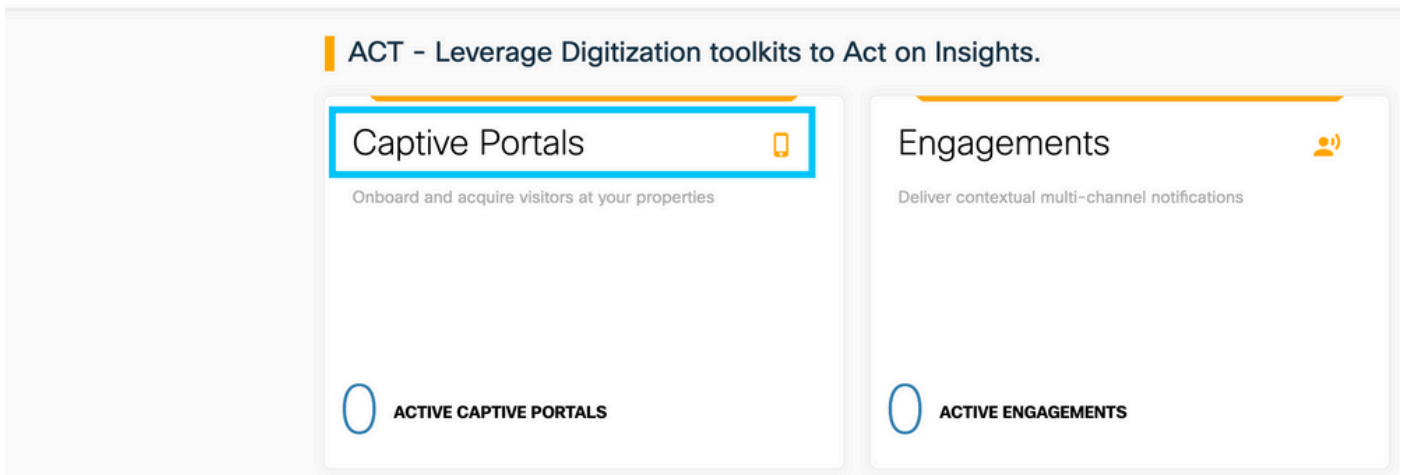 ACT - Leverage Digitization toolkits to Act on Insights.
Captive Portals
Onboard and acquire visitors at your properties
0 ACTIVE CAPTIVE PORTALS
Engagements
Deliver contextual multi-channel notifications
0 ACTIVE ENGAGEMENTS